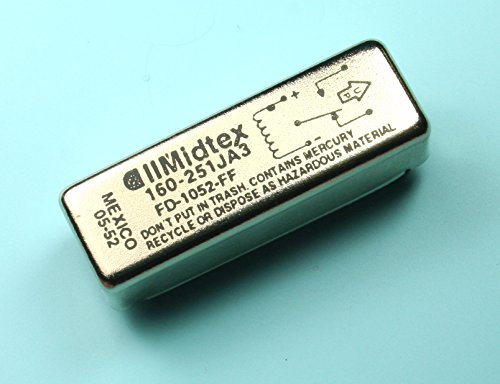 Midtex
160-251JA3
FD-1052-FF
DON'T PUT IN TRASH. CONTAINS MERCURY
RECYCLE OR DISPOSE AS HAZARDOUS MATERIAL
MEXICO
05-52
+